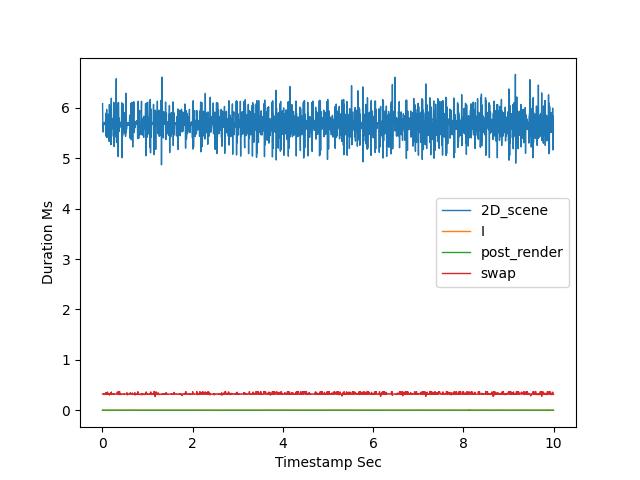 6
5
4
3
2
1
0
Duration Ms
2D_scene
I
post_render
swap
0 2 4 6 8 10
Timestamp Sec